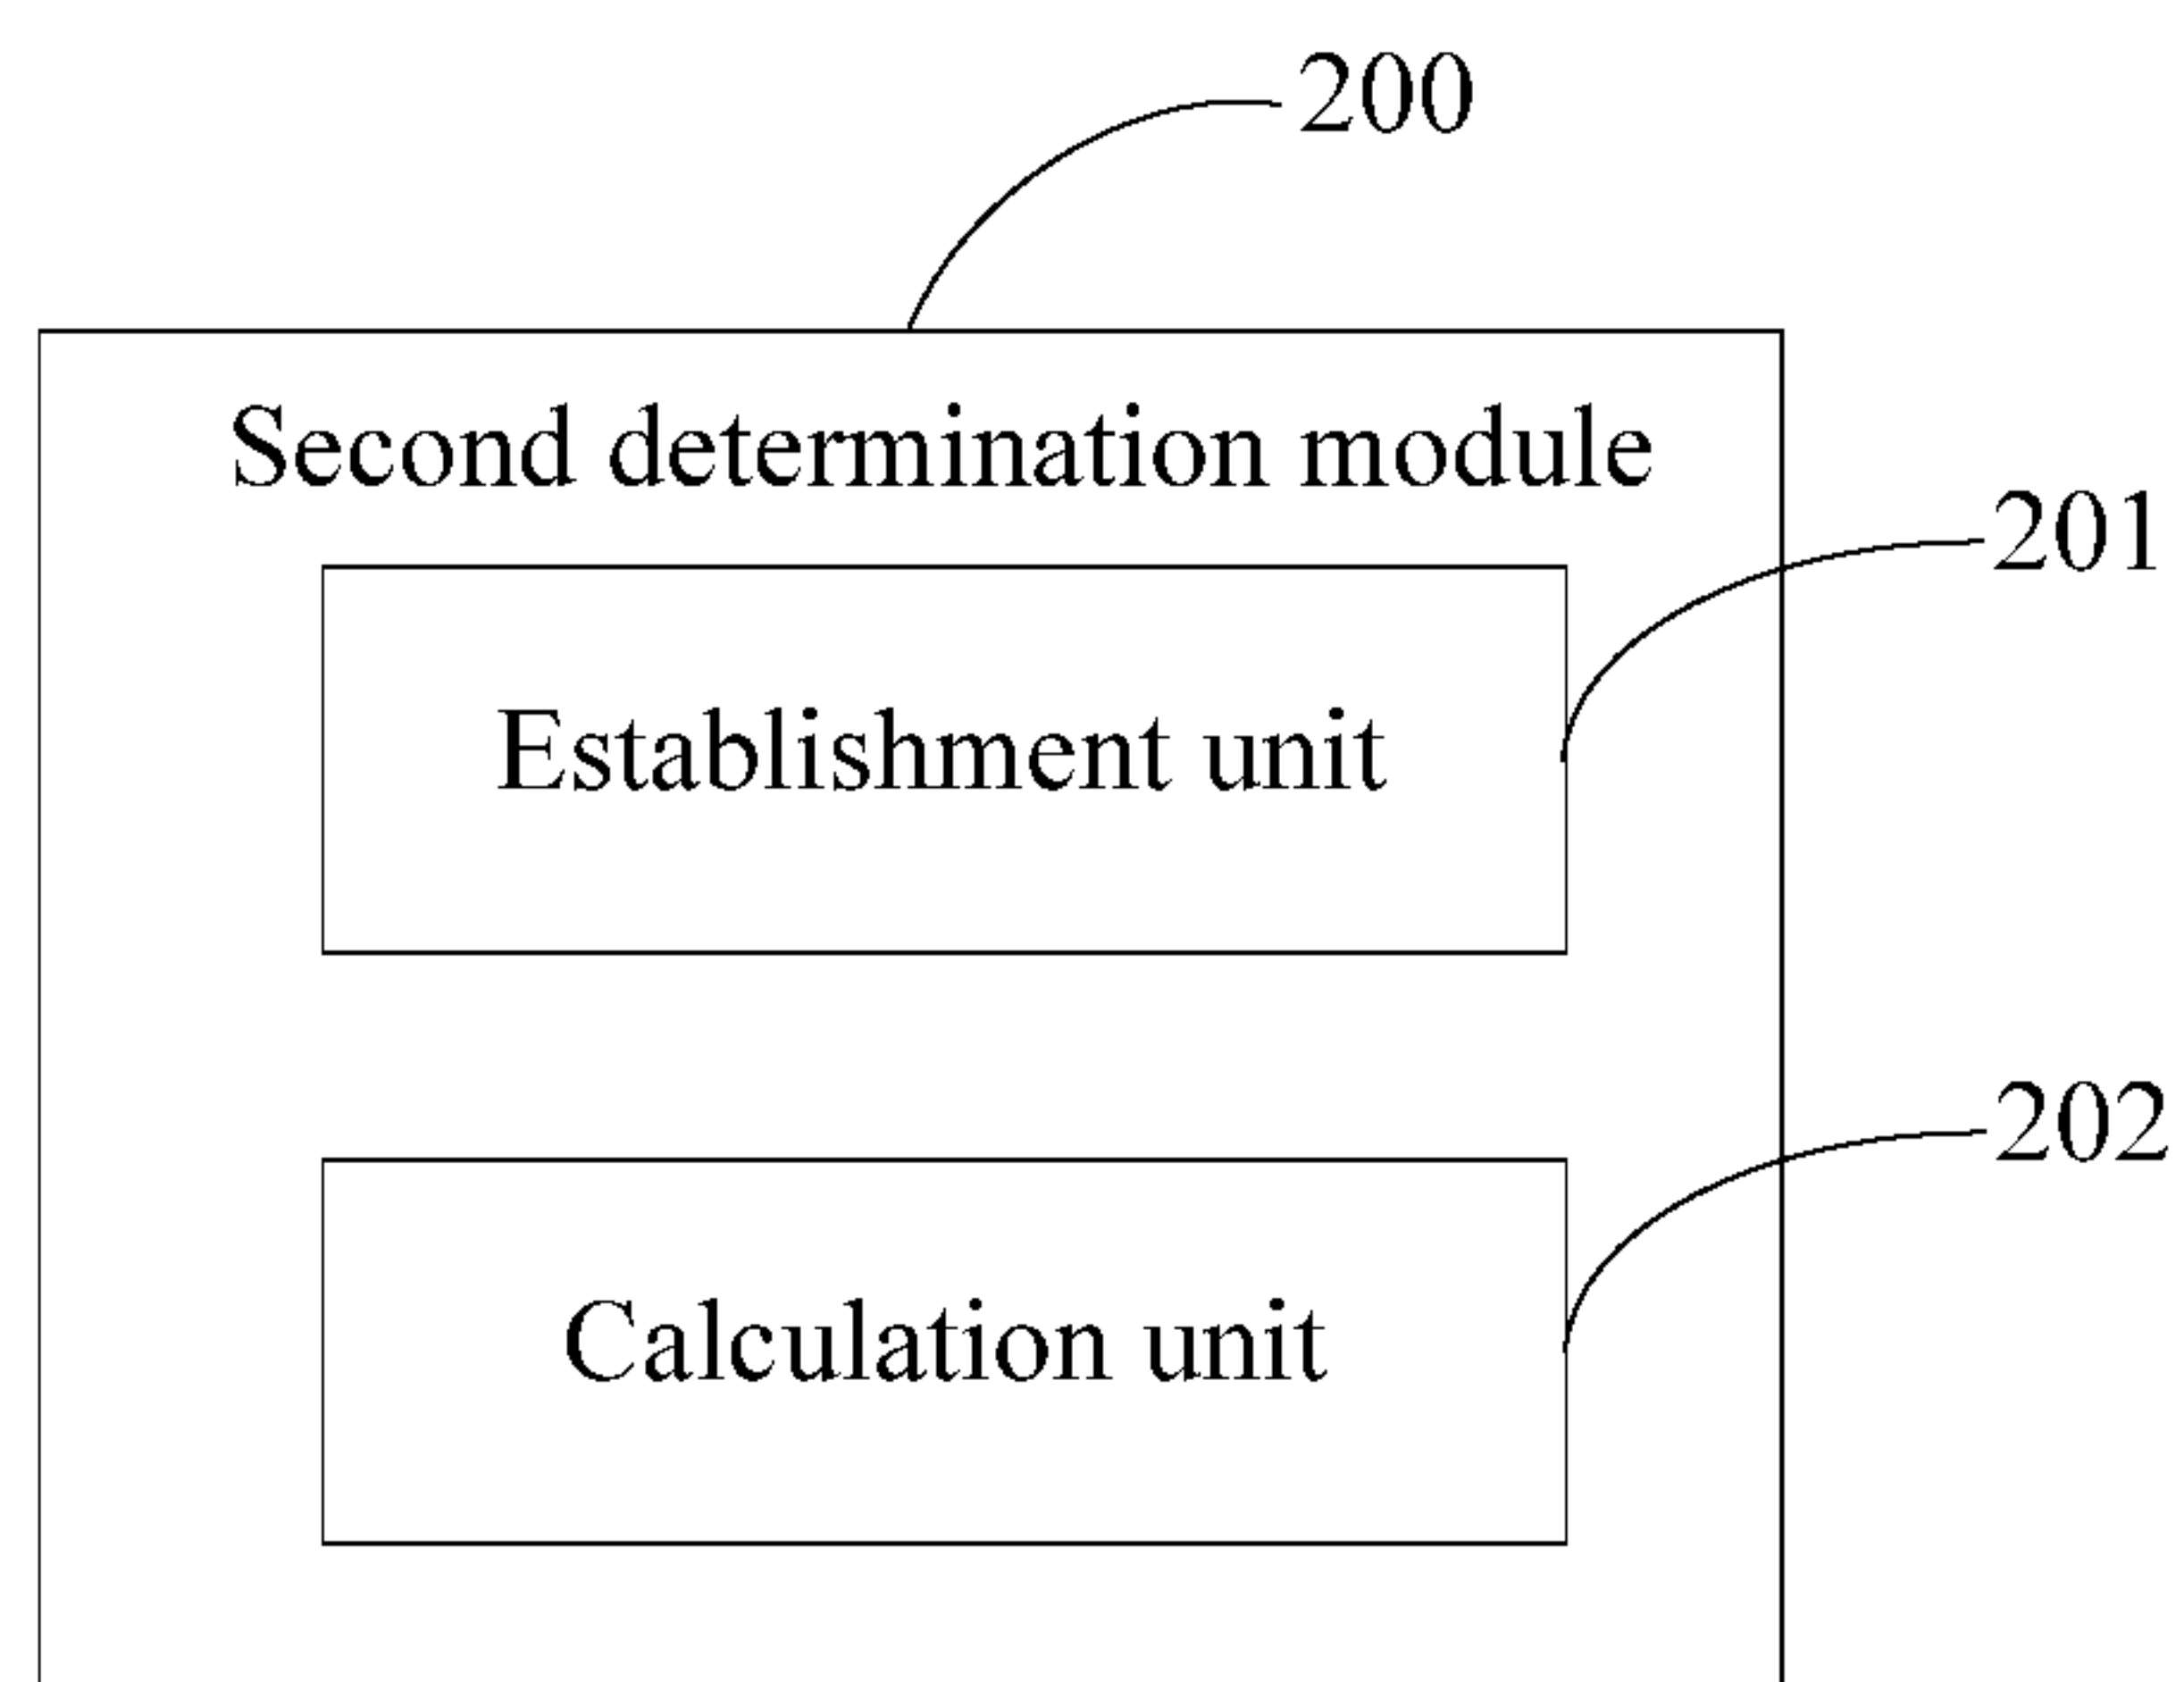 200
Second determination module
201
Establishment unit
202
Calculation unit